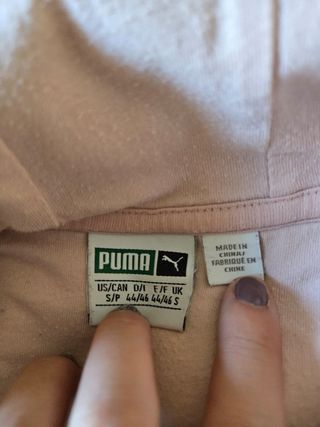 PUMA
US/CAN D/I E/F UK
S/P 44/46 44/46 S
MADE IN
CHINA/
FABRIQUÉ EN
CHINE